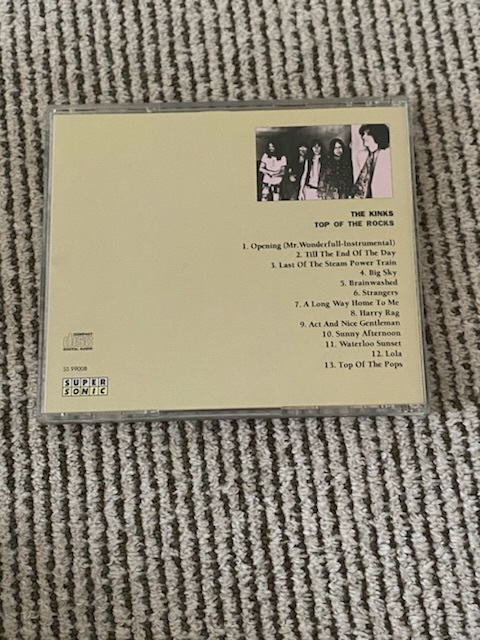 THE KINKS
TOP OF THE ROCKS
1. Opening (Mr.Wonderfull-Instrumental)
2. Till The End Of The Day
3. Last Of The Steam Power Train
4. Big Sky
5. Brainwashed
6. Strangers
7. A Long Way Home To Me
8. Harry Rag
9. Act And Nice Gentleman
10. Sunny Afternoon
11. Waterloo Sunset
12. Lola
13. Top Of The Pops
COMPACT
disc
DIGITAL AUDIO
SS 99008
SUPER
SONIC